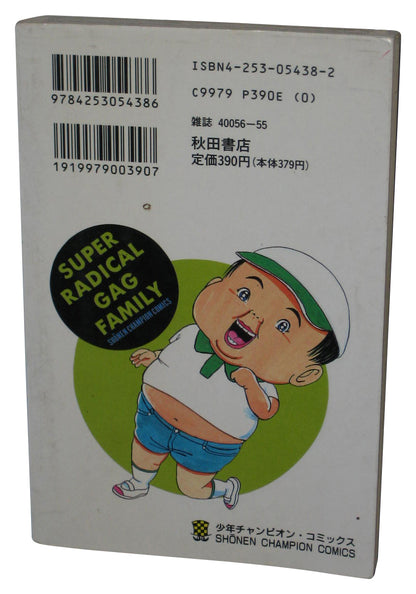 ISBN4-253-05438-2
9784253054386
C9979 P390E (0)
雑誌 40056-55
秋田書店
定価390円(本体379円)
1919979003907
SUPER
RADICAL
GAG
FAMILY
SHŌNEN CHAMPION COMICS
少年チャンピオン・コミックス
SHŌNEN CHAMPION COMICS